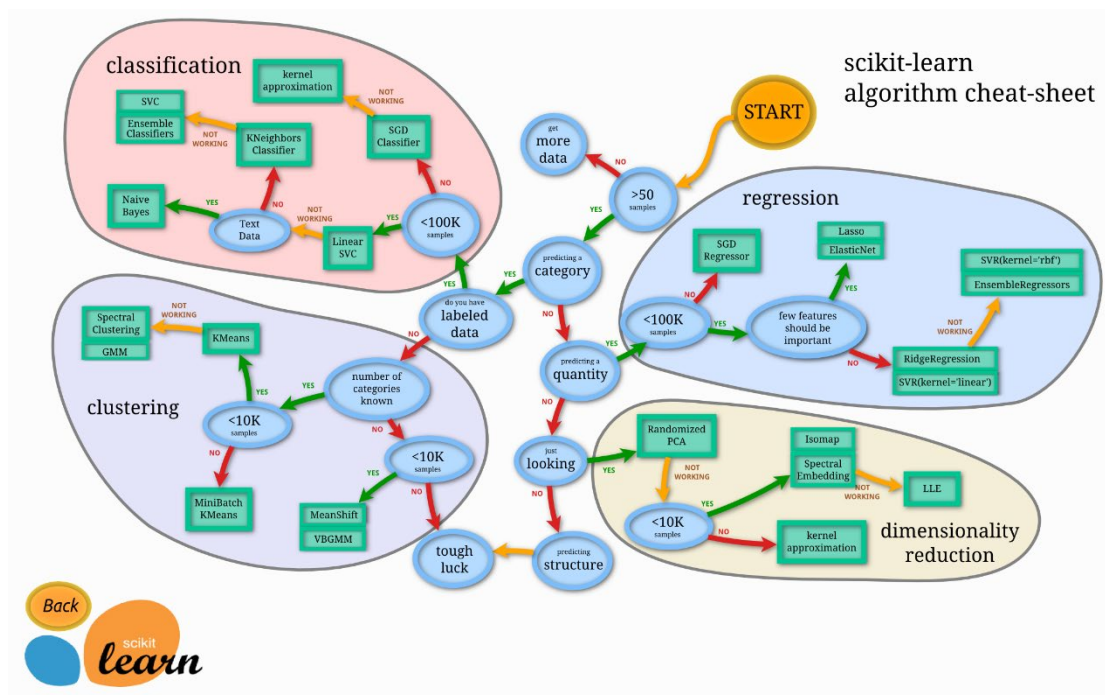 scikit-learn
algorithm cheat-sheet
START
>50
samples
NO
get
more
data
YES
predicting a
category
YES
do you have
labeled
data
YES
classification
<100K
samples
NO
SGD
Classifier
NOT
WORKING
kernel
approximation
YES
Linear
SVC
NOT
WORKING
Text
Data
YES
Naive
Bayes
NO
KNeighbors
Classifier
NOT
WORKING
SVC
Ensemble
Classifiers
NO
clustering
number of
categories
known
YES
<10K
samples
YES
KMeans
NOT
WORKING
Spectral
Clustering
GMM
NO
MiniBatch
KMeans
NO
<10K
samples
YES
MeanShift
VBGMM
NO
tough
luck
NO
predicting a
quantity
YES
regression
<100K
samples
NO
SGD
Regressor
YES
few features
should be
important
YES
Lasso
ElasticNet
NO
RidgeRegression
SVR(kernel='linear')
NOT
WORKING
SVR(kernel='rbf')
EnsembleRegressors
NO
just
looking
YES
dimensionality
reduction
Randomized
PCA
NOT
WORKING
<10K
samples
YES
Isomap
Spectral
Embedding
NOT
WORKING
LLE
NO
kernel
approximation
NO
predicting
structure
Back
scikit
learn